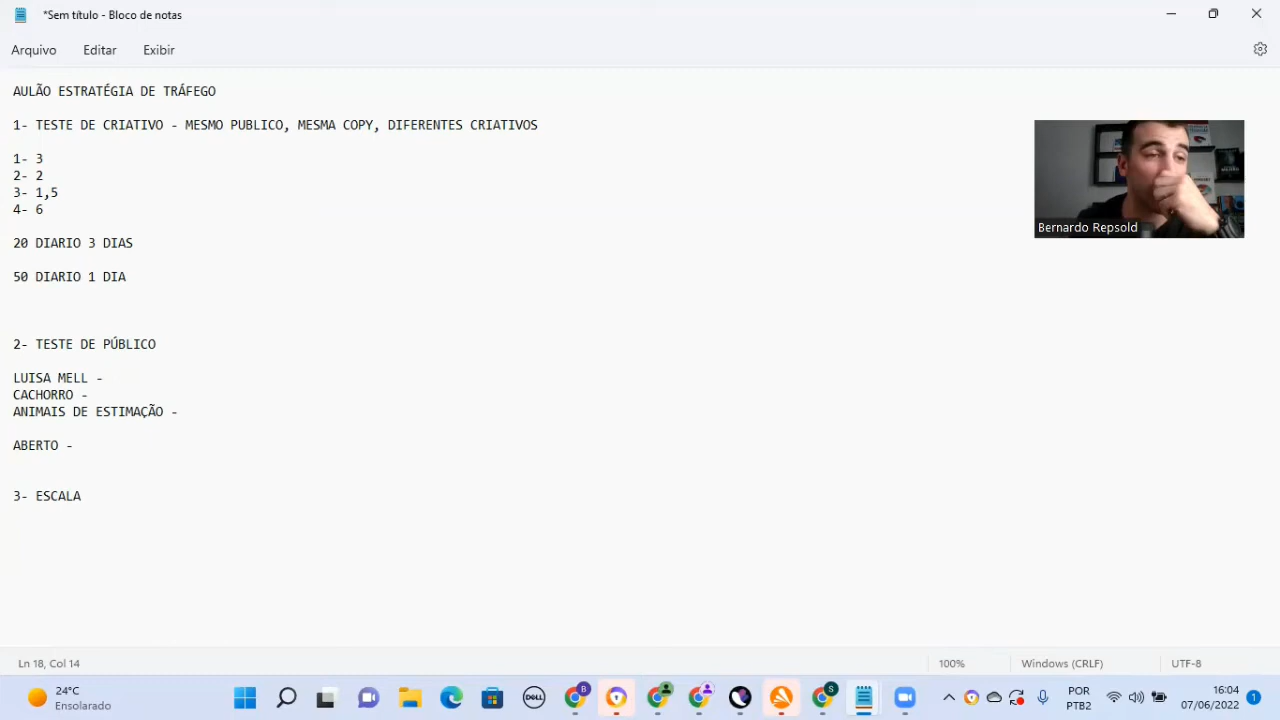 *Sem título - Bloco de notas
Arquivo Editar Exibir
AULÃO ESTRATÉGIA DE TRÁFEGO
1- TESTE DE CRIATIVO - MESMO PUBLICO, MESMA COPY, DIFERENTES CRIATIVOS
1- 3
2- 2
3- 1,5
4- 6
20 DIARIO 3 DIAS
50 DIARIO 1 DIA
2- TESTE DE PÚBLICO
LUISA MELL -
CACHORRO -
ANIMAIS DE ESTIMAÇÃO -
ABERTO -
3- ESCALA
Bernardo Repsold
Ln 18, Col 14
100%
Windows (CRLF)
UTF-8
24°C
Ensolarado
DELL
B
S
POR
PTB2
16:04
07/06/2022
1